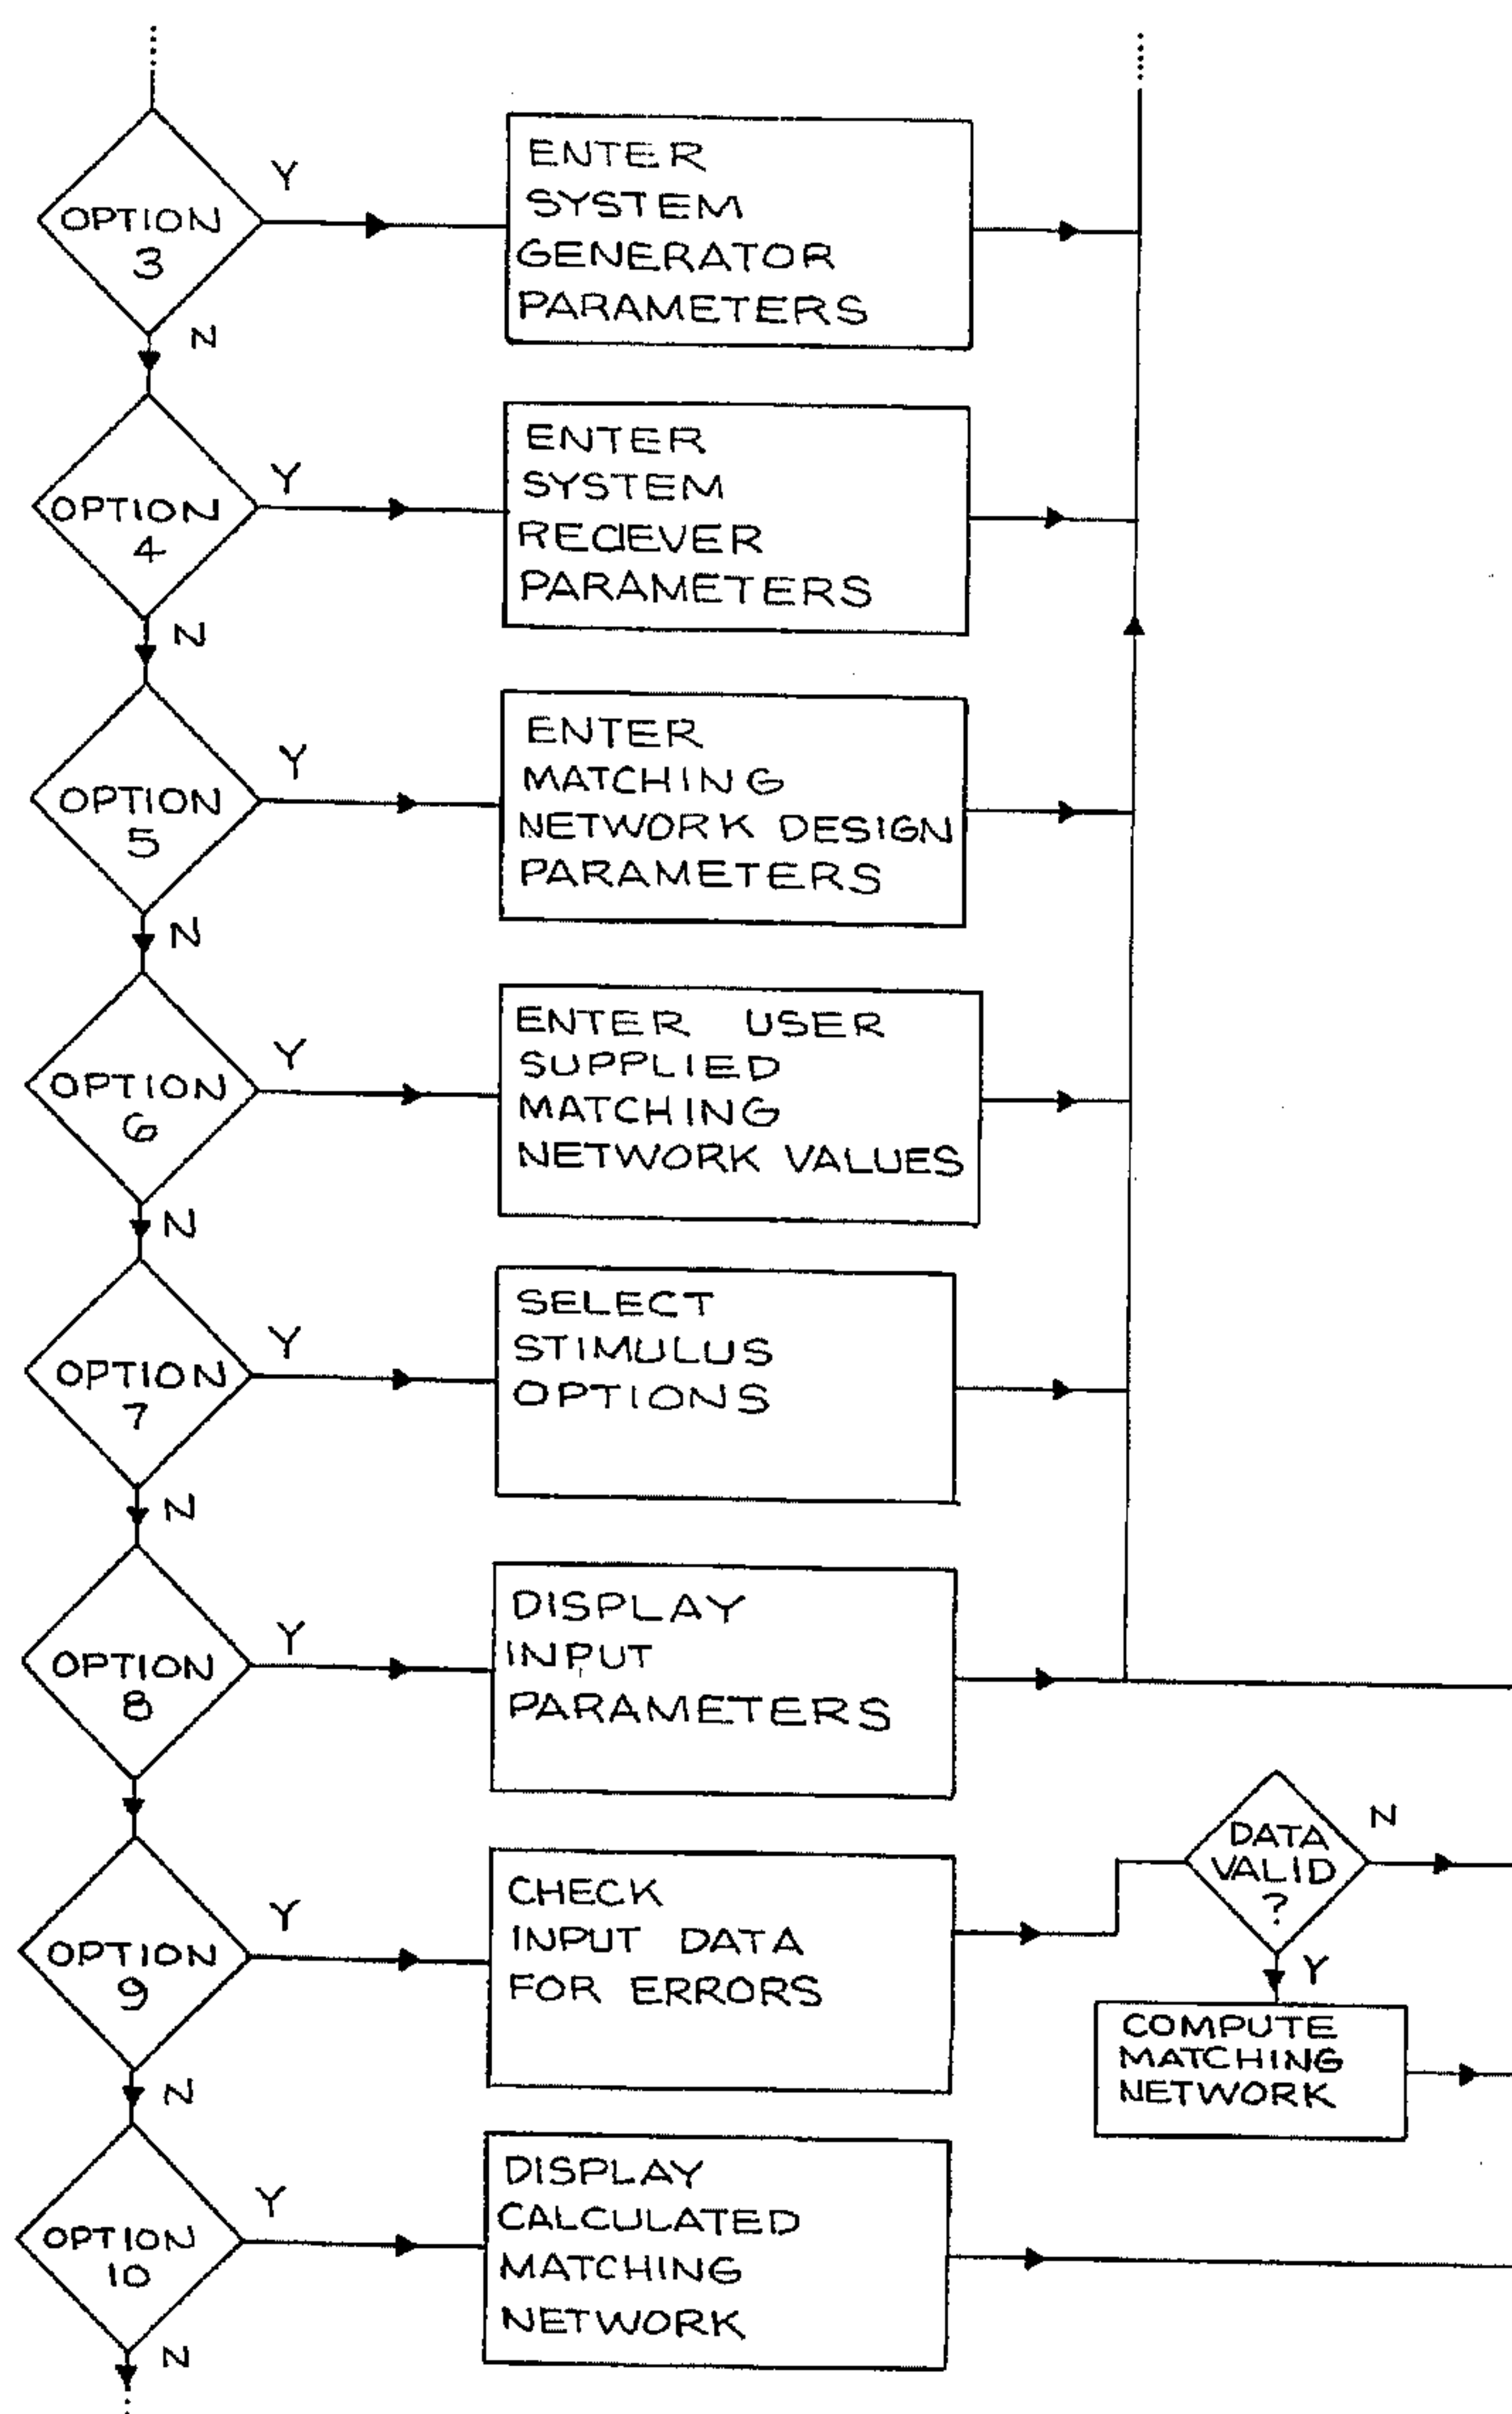 OPTION
3
Y
N
ENTER
SYSTEM
GENERATOR
PARAMETERS
OPTION
4
Y
N
ENTER
SYSTEM
RECIEVER
PARAMETERS
OPTION
5
Y
N
ENTER
MATCHING
NETWORK DESIGN
PARAMETERS
OPTION
6
Y
N
ENTER USER
SUPPLIED
MATCHING
NETWORK VALUES
OPTION
7
Y
N
SELECT
STIMULUS
OPTIONS
OPTION
8
Y
DISPLAY
INPUT
PARAMETERS
OPTION
9
Y
N
CHECK
INPUT DATA
FOR ERRORS
DATA
VALID
?
N
Y
COMPUTE
MATCHING
NETWORK
OPTION
10
Y
N
DISPLAY
CALCULATED
MATCHING
NETWORK